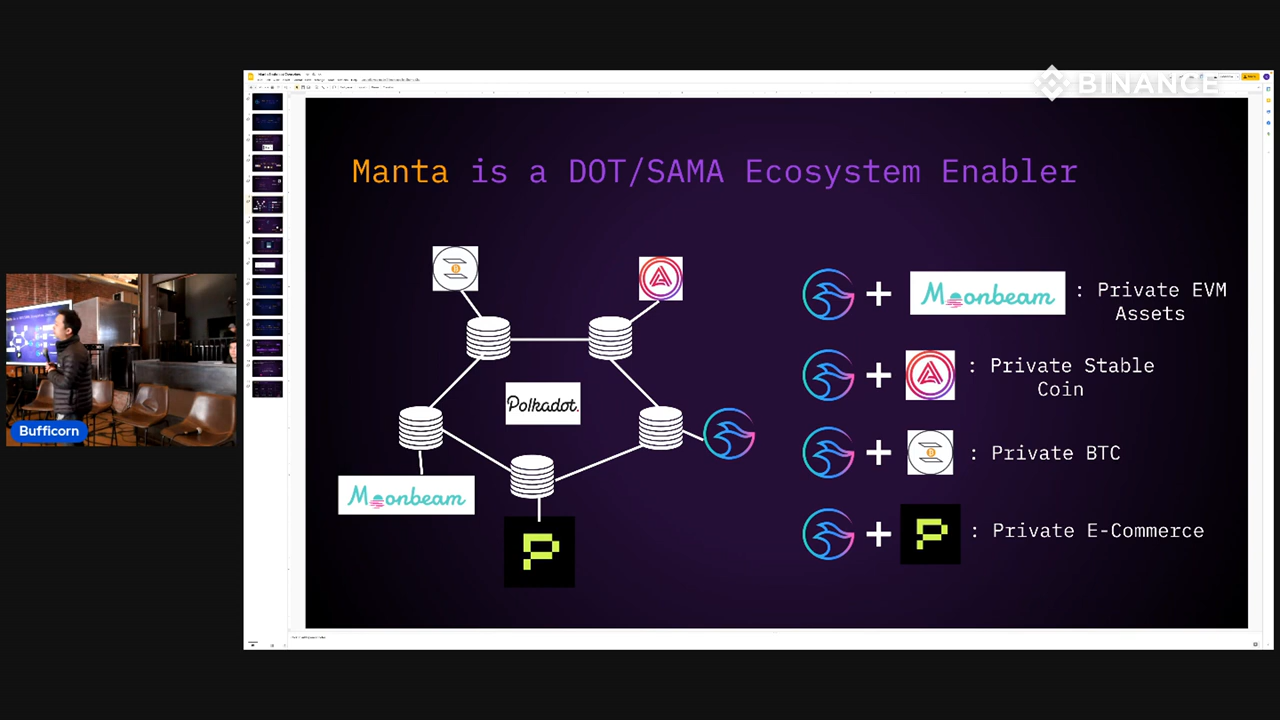 BINANCE
Manta is a DOT/SAMA Ecosystem Enabler
Polkadot.
Moonbeam
Moonbeam
: Private EVM
Assets
: Private Stable
Coin
: Private BTC
: Private E-Commerce
Bufficorn